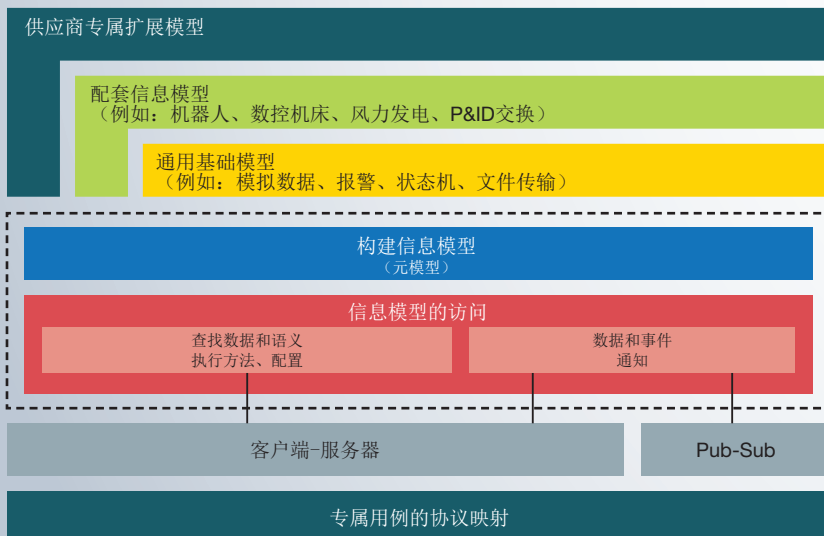 供应商专属扩展模型
配套信息模型
（例如：机器人、数控机床、风力发电、P&ID交换）
通用基础模型
（例如：模拟数据、报警、状态机、文件传输）
构建信息模型
（元模型）
信息模型的访问
查找数据和语义
执行方法、配置
数据和事件
通知
客户端-服务器
Pub-Sub
专属用例的协议映射